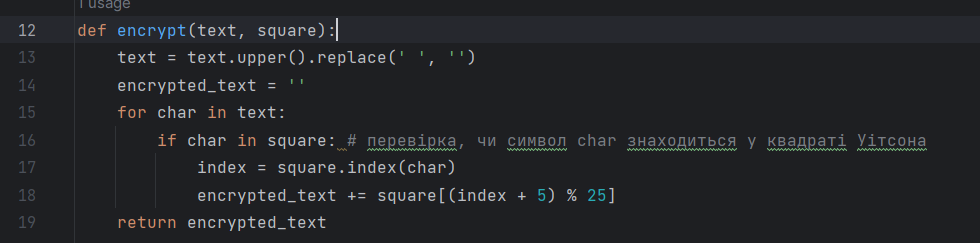 1 usage
12 def encrypt(text, square):
13 text = text.upper().replace(' ', '')
14 encrypted_text = ''
15 for char in text:
16 if char in square: # перевірка, чи символ char знаходиться у квадраті Уітсона
17 index = square.index(char)
18 encrypted_text += square[(index + 5) % 25]
19 return encrypted_text